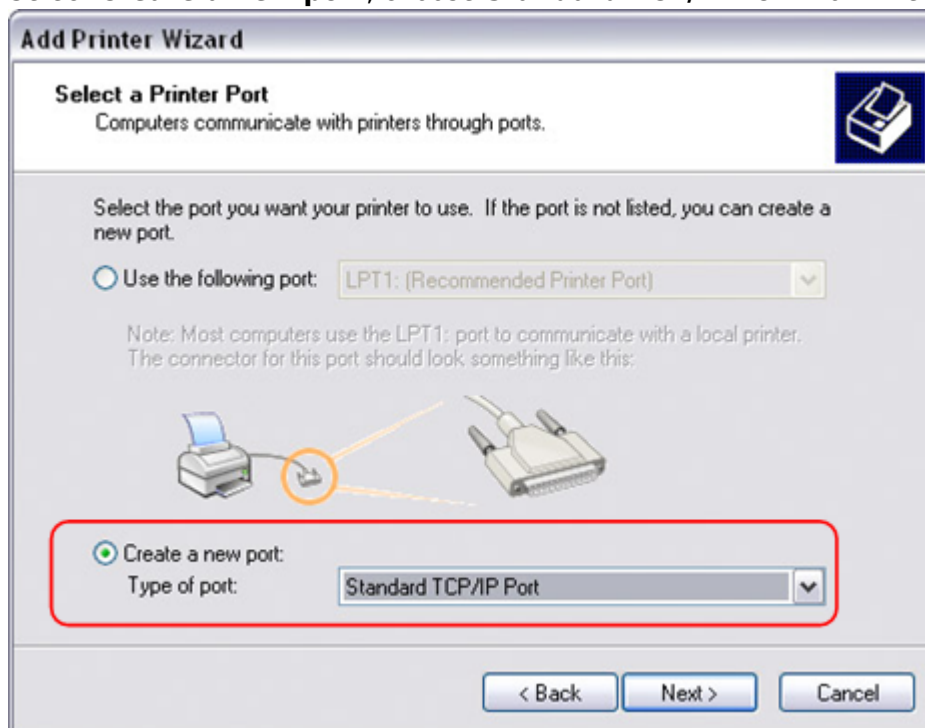 Add Printer Wizard
Select a Printer Port
Computers communicate with printers through ports.
Select the port you want your printer to use. If the port is not listed, you can create a
new port.
Use the following port: LPT1: (Recommended Printer Port)
Note: Most computers use the LPT1: port to communicate with a local printer.
The connector for this port should look something like this:
Create a new port:
Type of port: Standard TCP/IP Port
< Back Next > Cancel